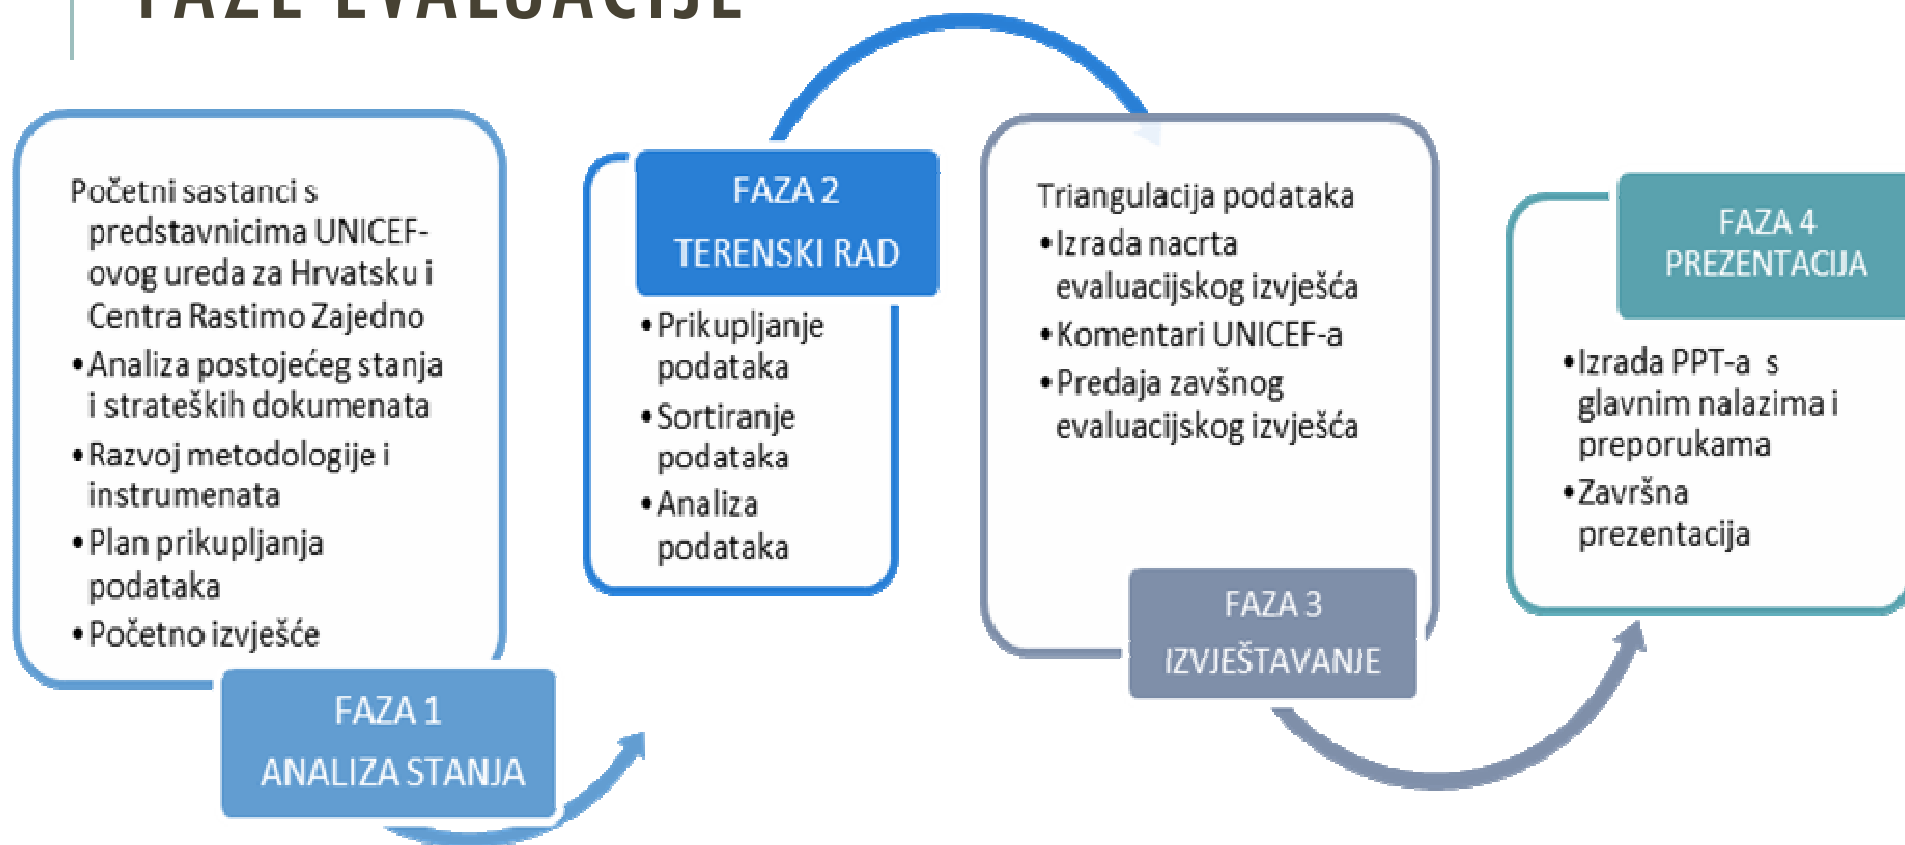 FAZE EVALUACIJE
Početni sastanci s
predstavnicima UNICEF-
ovog ureda za Hrvatsku i
Centra Rastimo Zajedno
•Analiza postojećeg stanja
i strateških dokumenata
•Razvoj metodologije i
instrumenata
•Plan prikupljanja
podataka
•Početno izvješće
FAZA 1
ANALIZA STANJA
FAZA 2
TERENSKI RAD
•Prikupljanje
podataka
•Sortiranje
podataka
•Analiza
podataka
Triangulacija podataka
•Izrada nacrta
evaluacijskog izvješća
•Komentari UNICEF-a
•Predaja zavšnog
evaluacijskog izvješća
FAZA 3
IZVJEŠTAVANJE
FAZA 4
PREZENTACIJA
•Izrada PPT-a s
glavnim nalazima i
preporukama
•Završna
prezentacija